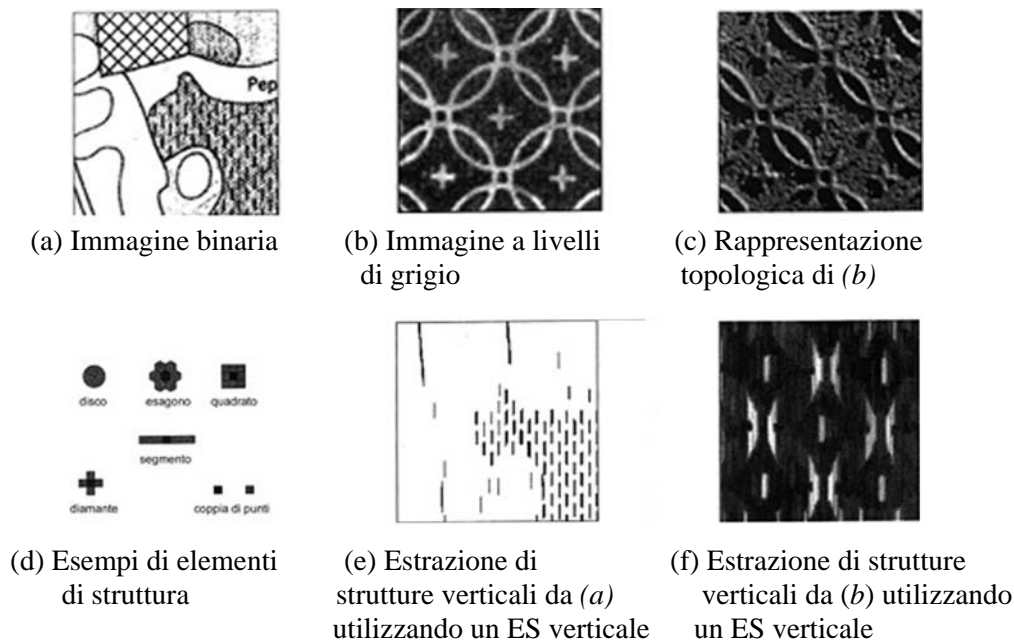 Pep
(a) Immagine binaria
(b) Immagine a livelli
di grigio
(c) Rappresentazione
topologica di (b)
disco
esagono
quadrato
segmento
diamante
coppia di punti
(d) Esempi di elementi
di struttura
(e) Estrazione di
strutture verticali da (a)
utilizzando un ES verticale
(f) Estrazione di strutture
verticali da (b) utilizzando
un ES verticale